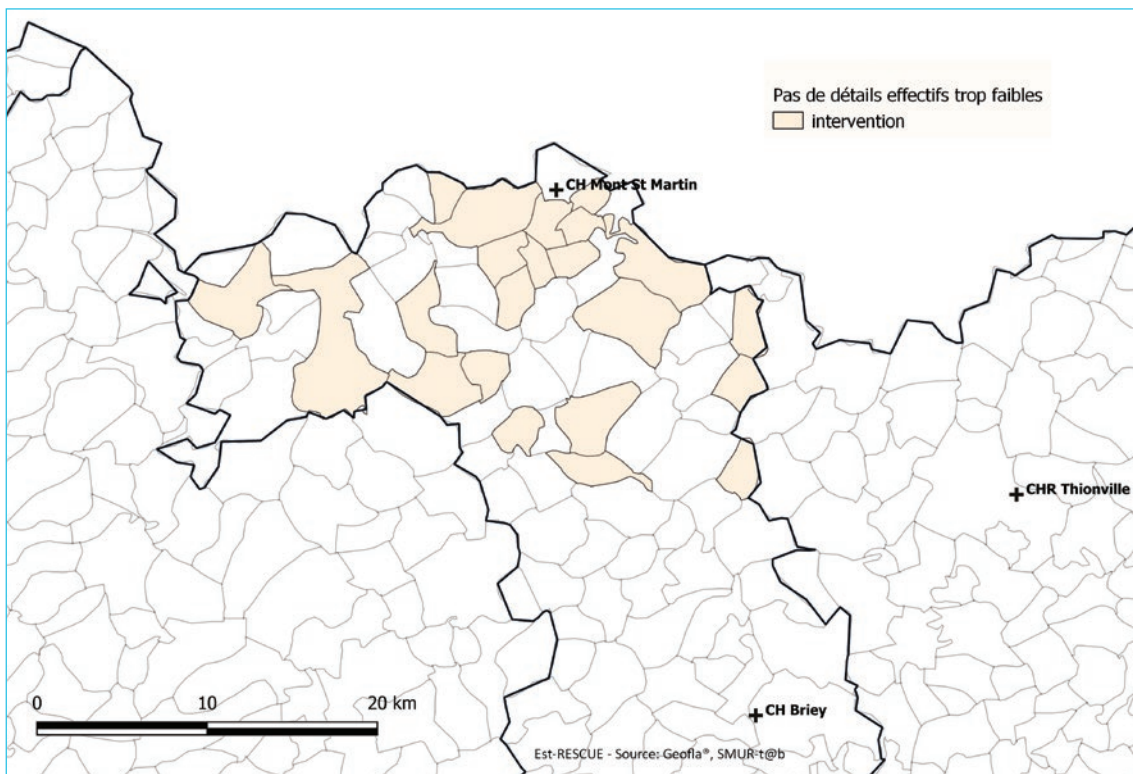 Pas de détails effectifs trop faibles
intervention
CH Mont St Martin
CHR Thionville
0 10 20 km
CH Briey
Est-RESCUE - Source: Geofla®, SMUR-t@b